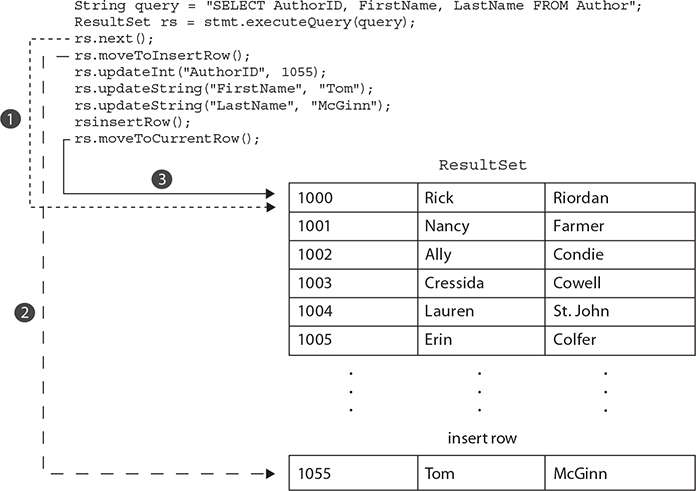 String query = "SELECT AuthorID, FirstName, LastName FROM Author";
ResultSet rs = stmt.executeQuery(query);
rs.next();
rs.moveToInsertRow();
rs.updateInt("AuthorID", 1055);
rs.updateString("FirstName", "Tom");
rs.updateString("LastName", "McGinn");
rsinsertRow();
rs.moveToCurrentRow();
1
3
2
ResultSet
1000 Rick Riordan
1001 Nancy Farmer
1002 Ally Condie
1003 Cressida Cowell
1004 Lauren St. John
1005 Erin Colfer
insert row
1055 Tom McGinn